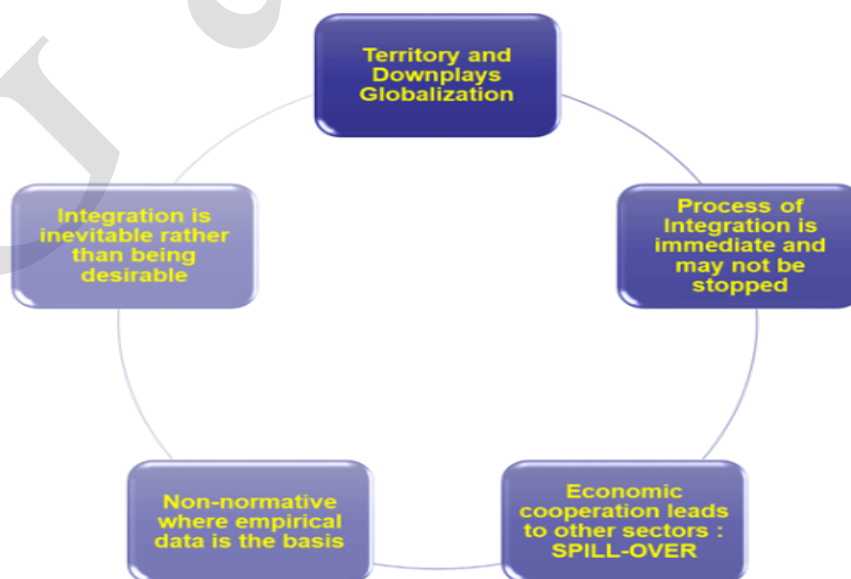 Territory and
Downplays
Globalization
Process of
Integration is
immediate and
may not be
stopped
Economic
cooperation leads
to other sectors :
SPILL-OVER
Non-normative
where empirical
data is the basis
Integration is
inevitable rather
than being
desirable